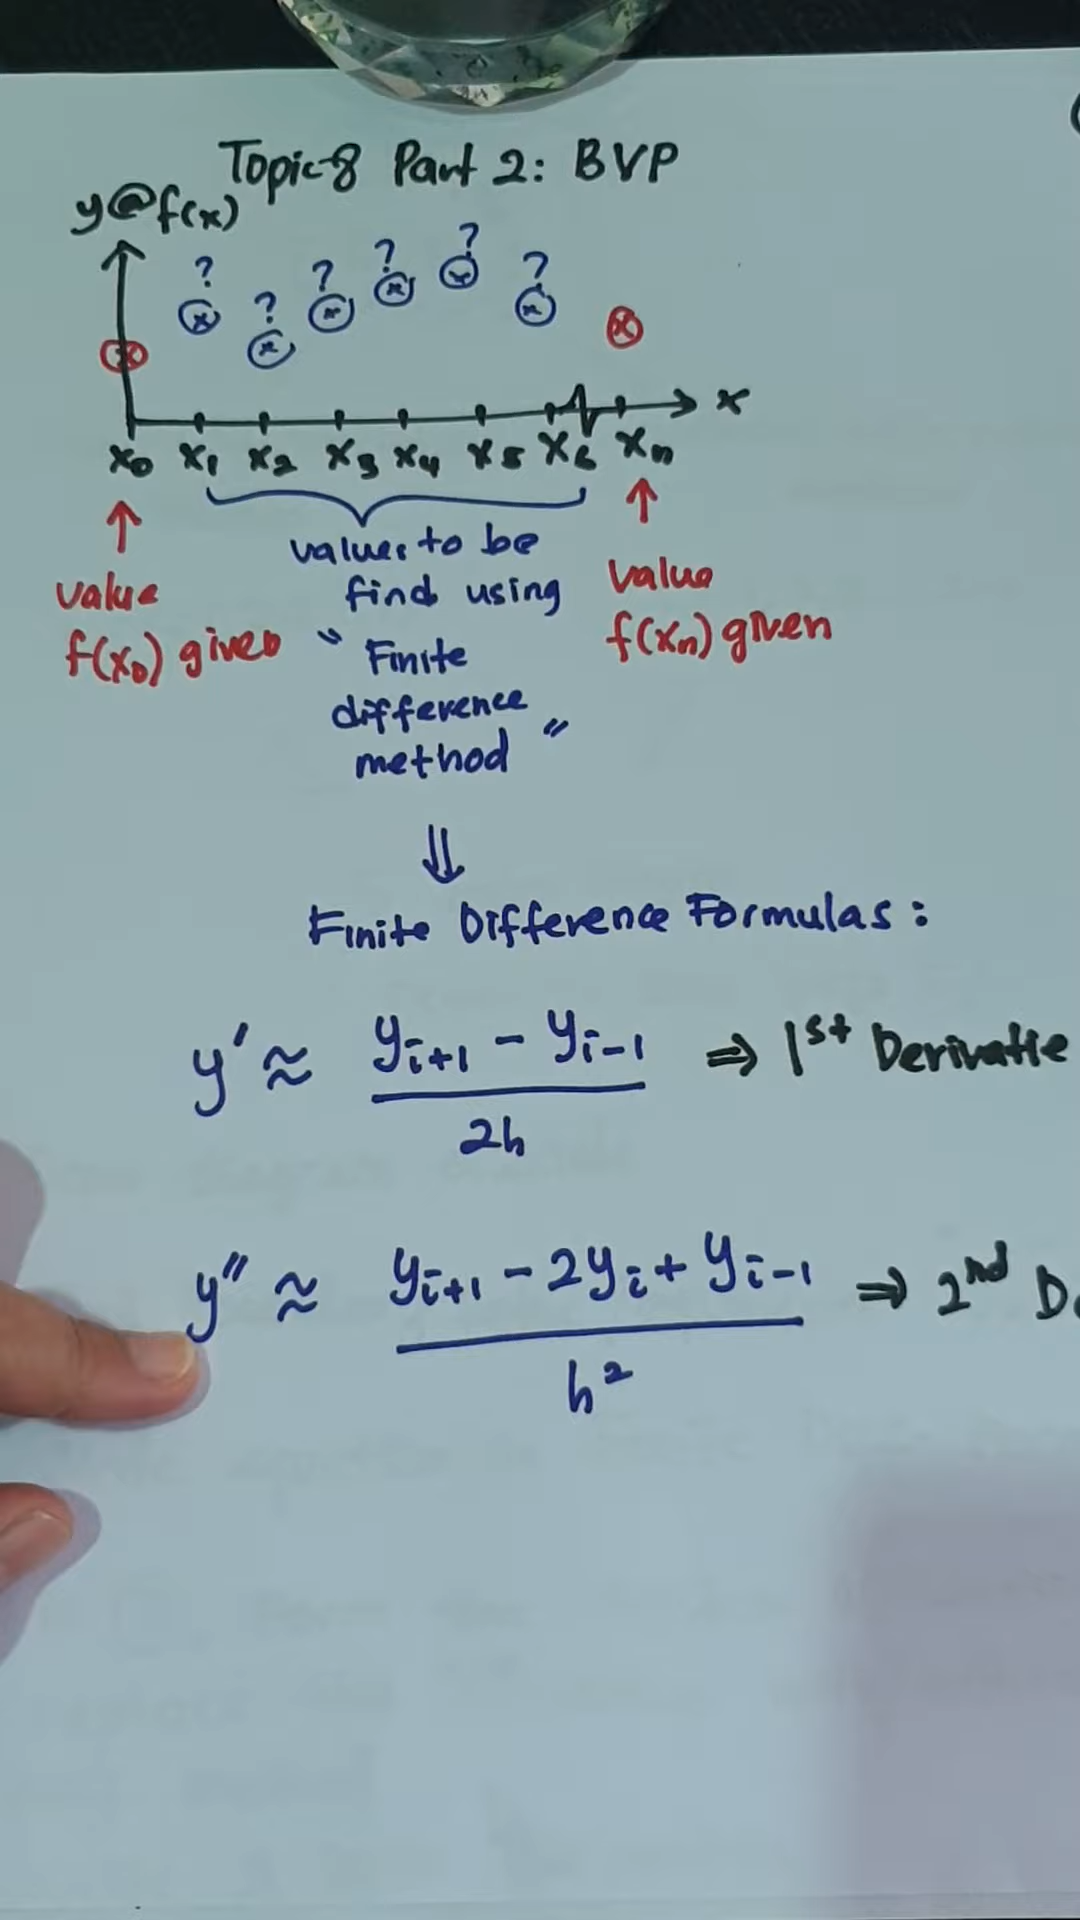 Topic 8 Part 2: BVP
y@f(x)
? ? ? ? ? ?
x
x₀ x₁ x₂ x₃ x₄ x₅ x₆ xₙ
values to be
find using
" Finite
difference
method "
value
f(x₀) given
value
f(xₙ) given
⇓
Finite Difference Formulas :
y' ≈ (yᵢ₊₁ - yᵢ₋₁) / 2h ⇒ 1st Derivatie
y" ≈ (yᵢ₊₁ - 2yᵢ + yᵢ₋₁) / h² ⇒ 2nd D